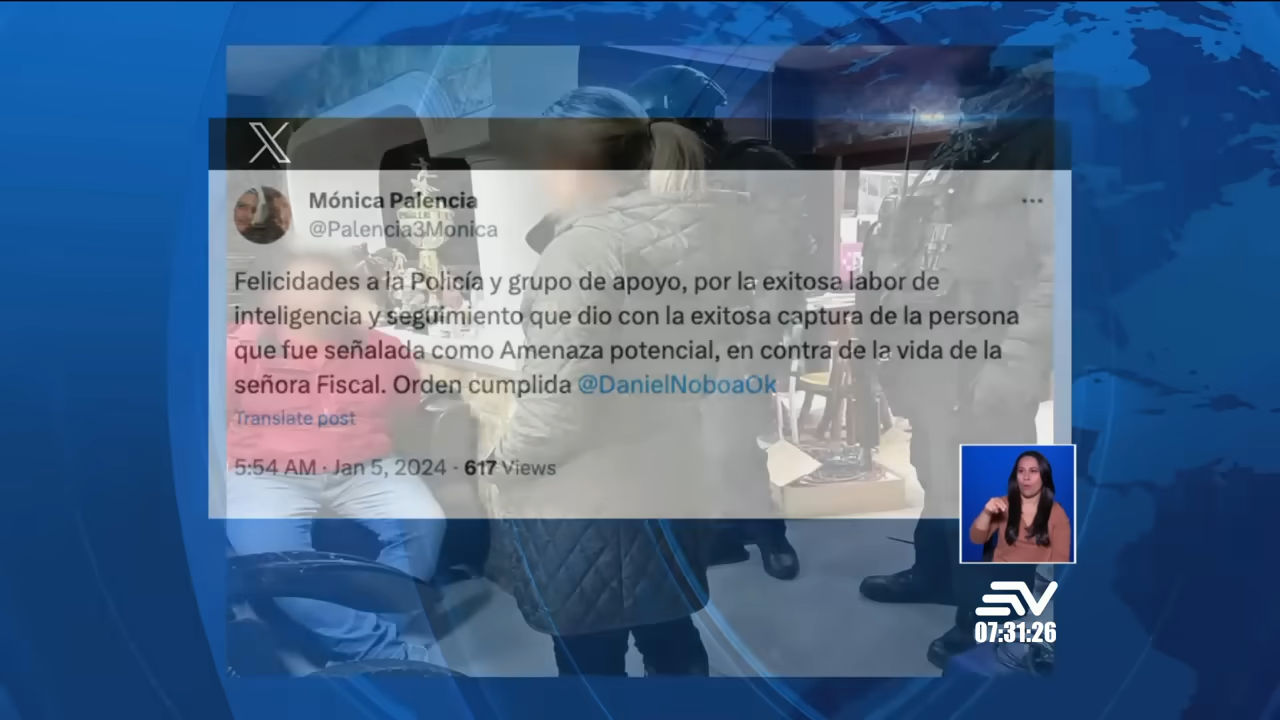 Mónica Palencia
@Palencia3Monica
Felicidades a la Policía y grupo de apoyo, por la exitosa labor de
inteligencia y seguimiento que dio con la exitosa captura de la persona
que fue señalada como Amenaza potencial, en contra de la vida de la
señora Fiscal. Orden cumplida @DanielNoboaOk
Translate post
5:54 AM · Jan 5, 2024 · 617 Views
07:31:26